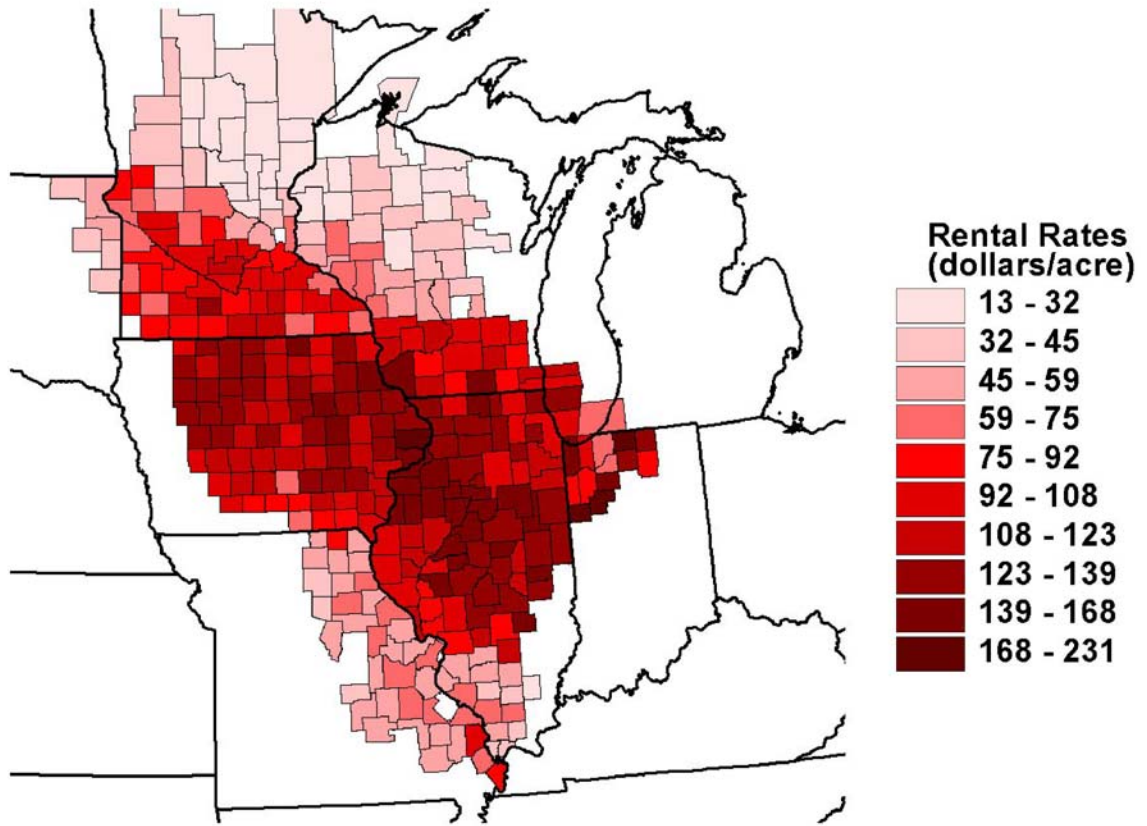 Rental Rates
(dollars/acre)
13 - 32
32 - 45
45 - 59
59 - 75
75 - 92
92 - 108
108 - 123
123 - 139
139 - 168
168 - 231